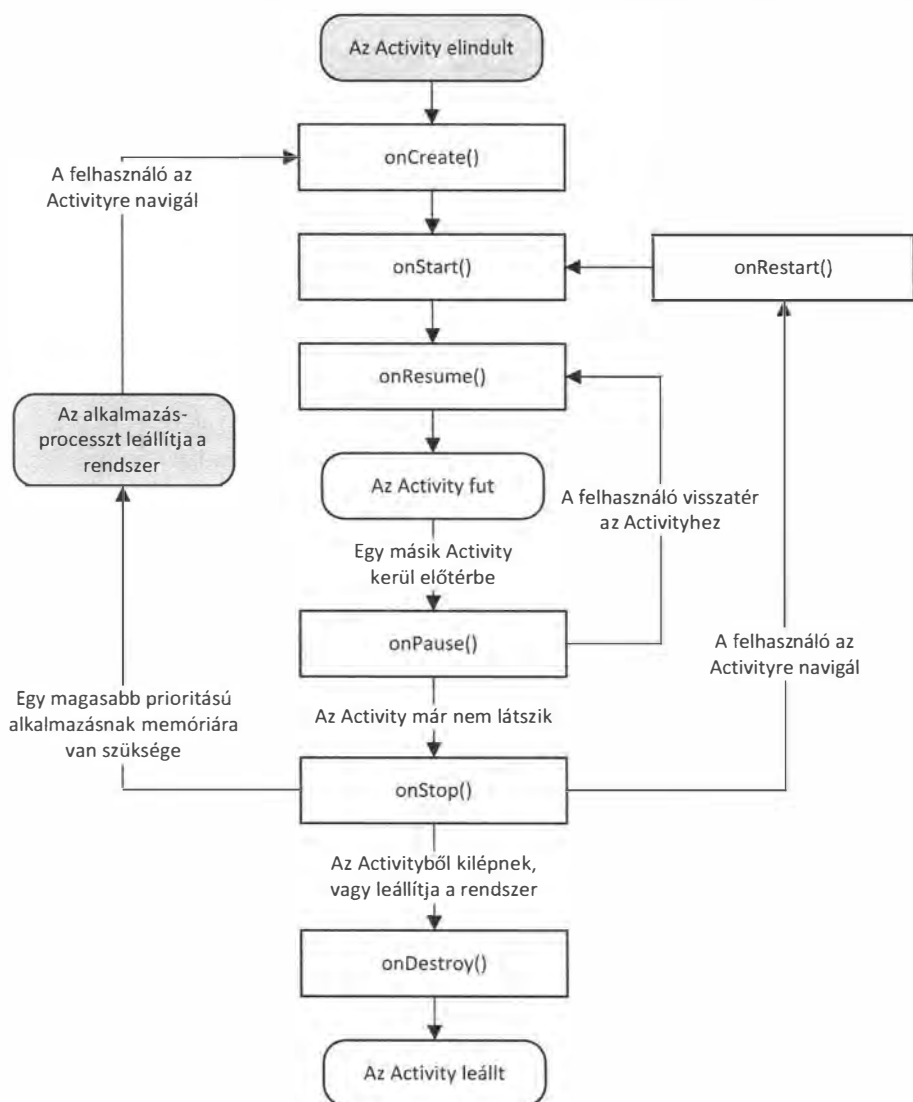 Az Activity elindult
onCreate()
A felhasználó az
Activityre navigál
onStart()
onRestart()
onResume()
Az alkalmazás-
processzt leállítja a
rendszer
Az Activity fut
A felhasználó visszatér
az Activityhez
Egy másik Activity
kerül előtérbe
onPause()
A felhasználó az
Activityre navigál
Egy magasabb prioritású
alkalmazásnak memóriára
van szüksége
Az Activity már nem látszik
onStop()
Az Activityből kilépnek,
vagy leállítja a rendszer
onDestroy()
Az Activity leállt